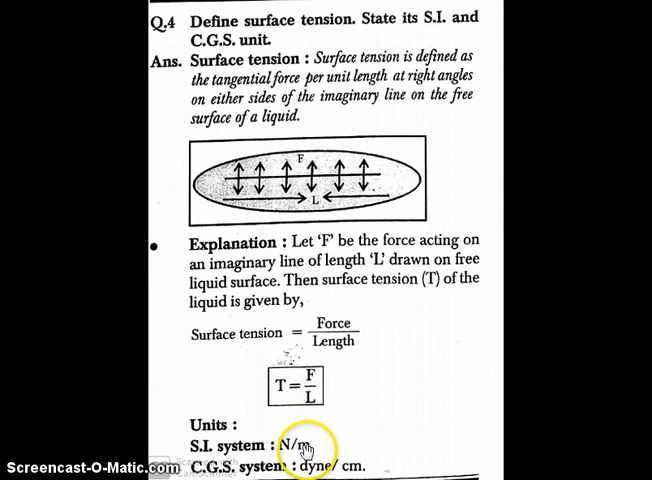 Q.4 Define surface tension. State its S.I. and
C.G.S. unit.
Ans. Surface tension : Surface tension is defined as
the tangential force per unit length at right angles
on either sides of the imaginary line on the free
surface of a liquid.
F
L
• Explanation : Let 'F' be the force acting on
an imaginary line of length 'L' drawn on free
liquid surface. Then surface tension (T) of the
liquid is given by,
Surface tension = Force
Length
T = F
L
Units :
S.I. system : N/m
C.G.S. system : dyne/ cm.
Screencast-O-Matic.com